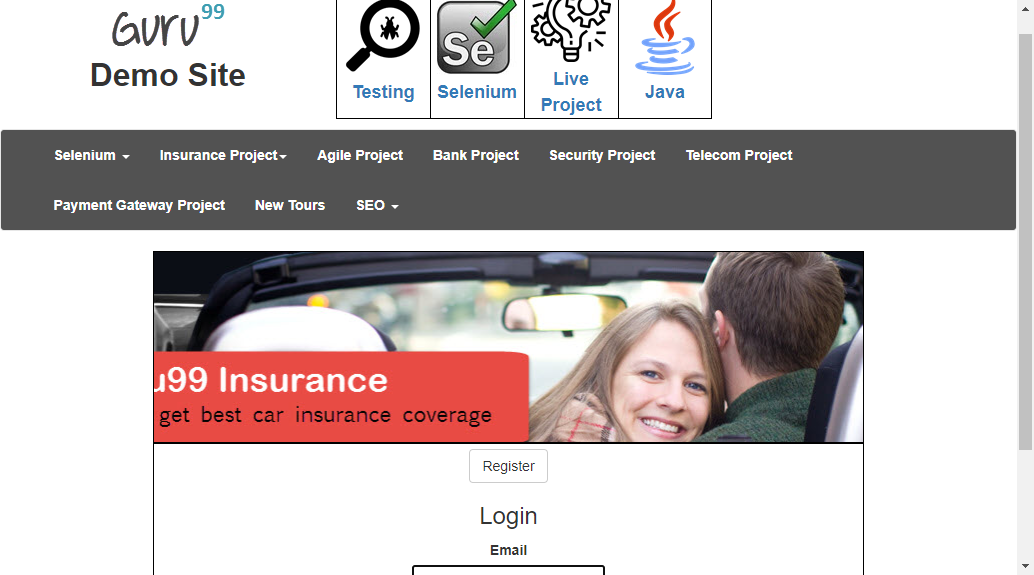 Guru99
Demo Site
Testing
Se
Selenium
Live
Project
Java
Selenium
Insurance Project
Agile Project
Bank Project
Security Project
Telecom Project
Payment Gateway Project
New Tours
SEO
u99 Insurance
get best car insurance coverage
Register
Login
Email